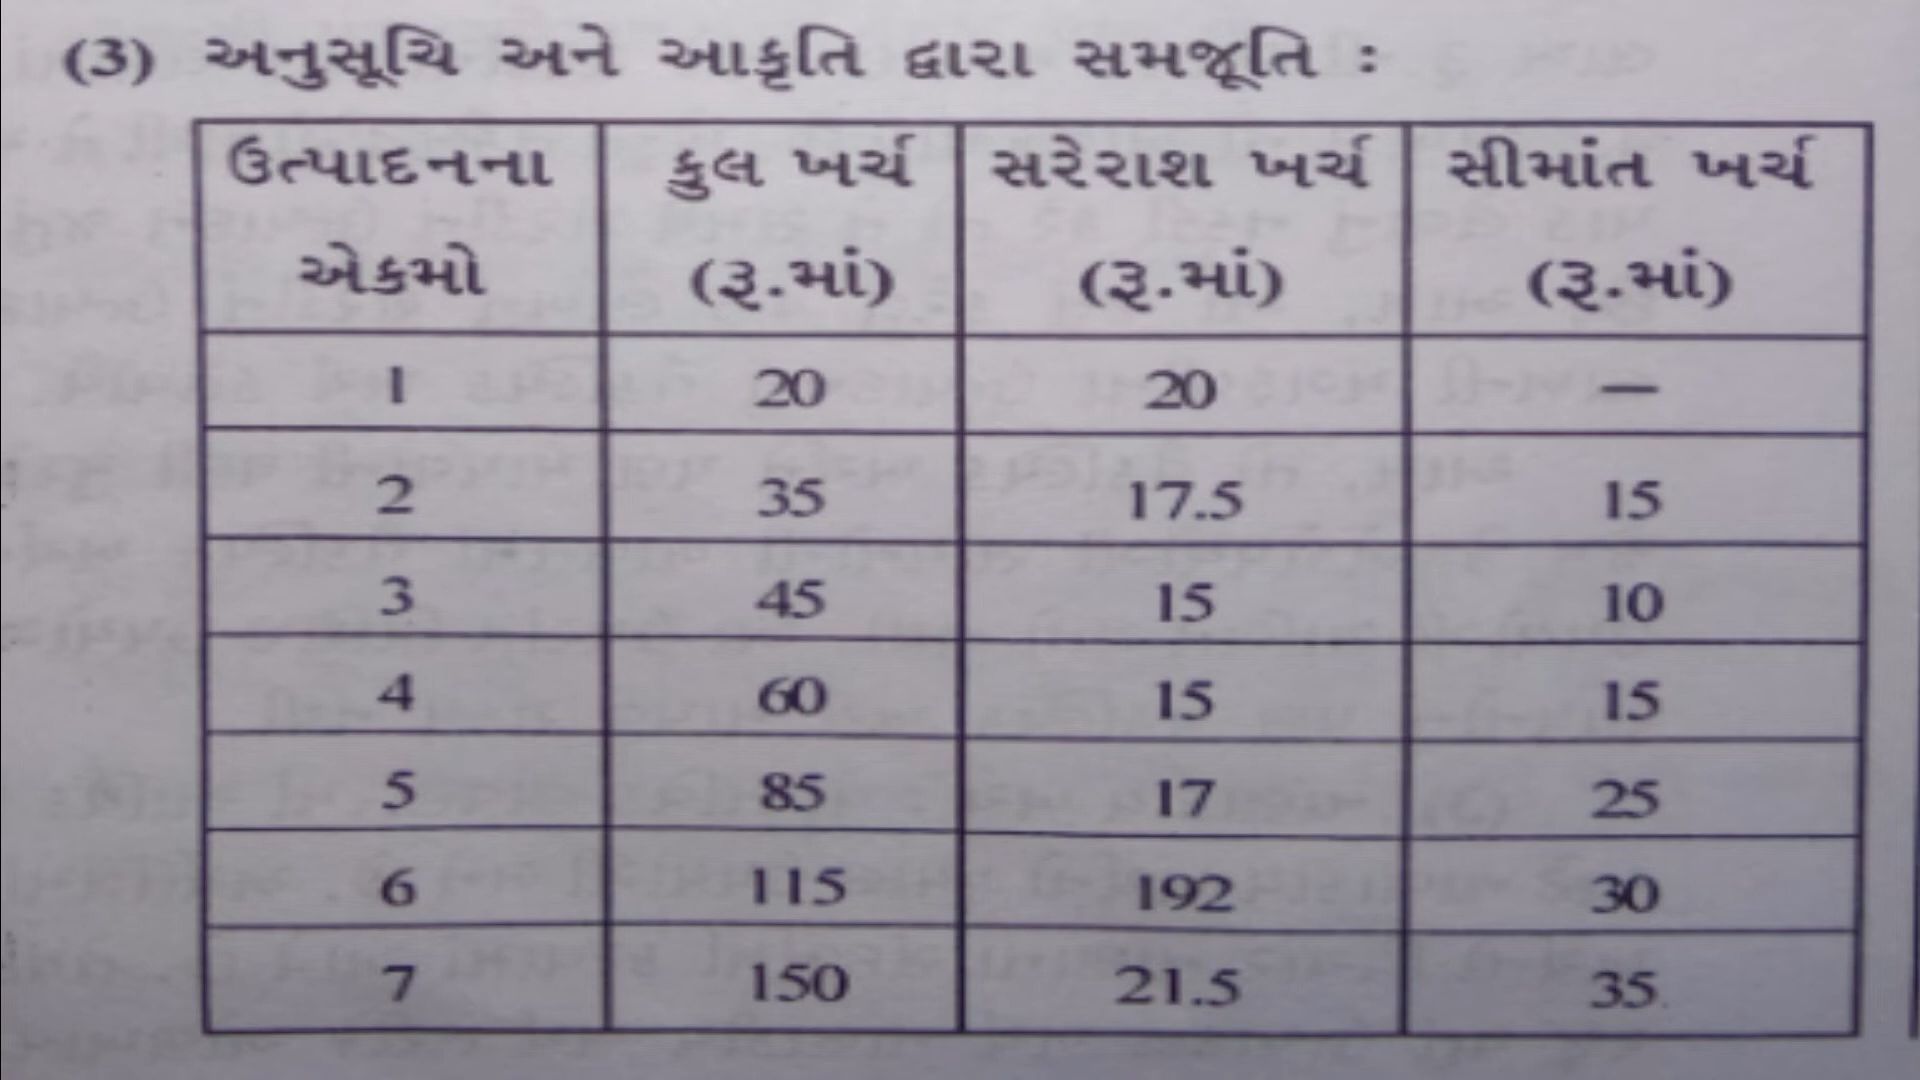 (3) અનુસૂચિ અને આકૃતિ દ્વારા સમજૂતિ :
ઉત્પાદનના એકમો | કુલ ખર્ચ (રૂ.માં) | સરેરાશ ખર્ચ (રૂ.માં) | સીમાંત ખર્ચ (રૂ.માં)
1 | 20 | 20 | —
2 | 35 | 17.5 | 15
3 | 45 | 15 | 10
4 | 60 | 15 | 15
5 | 85 | 17 | 25
6 | 115 | 192 | 30
7 | 150 | 21.5 | 35